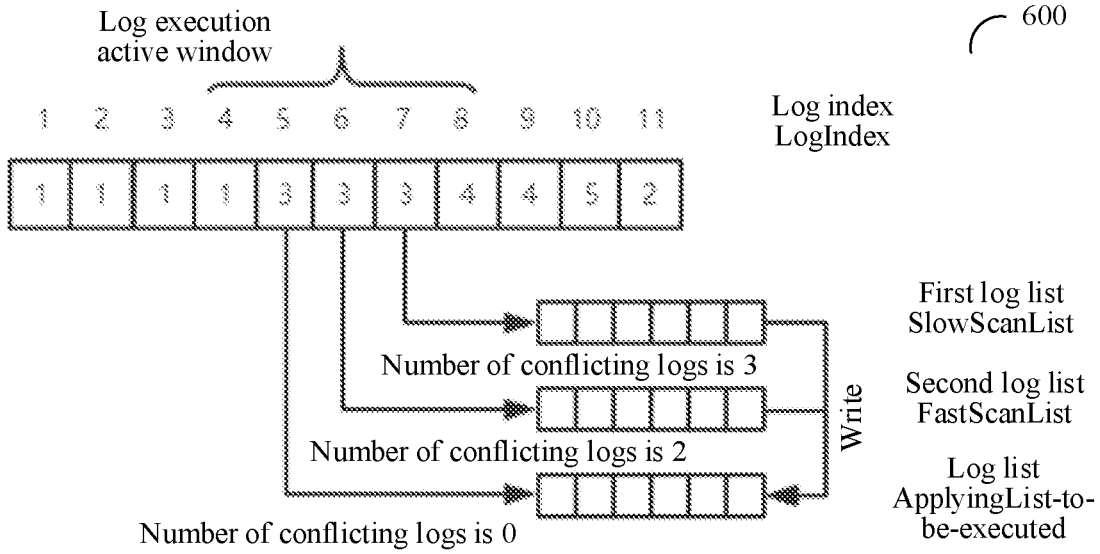 Log execution
active window
600
1 2 3 4 5 6 7 8 9 10 11
Log index
LogIndex
1 1 1 1 3 3 3 4 4 5 2
First log list
SlowScanList
Number of conflicting logs is 3
Second log list
FastScanList
Write
Number of conflicting logs is 2
Log list
ApplyingList-to-
be-executed
Number of conflicting logs is 0